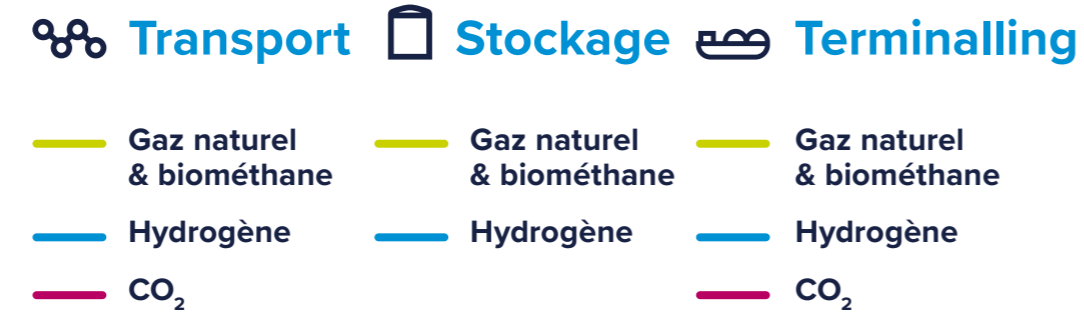 Transport
Gaz naturel
& biométhane
Hydrogène
CO₂
Stockage
Gaz naturel
& biométhane
Hydrogène
Terminalling
Gaz naturel
& biométhane
Hydrogène
CO₂